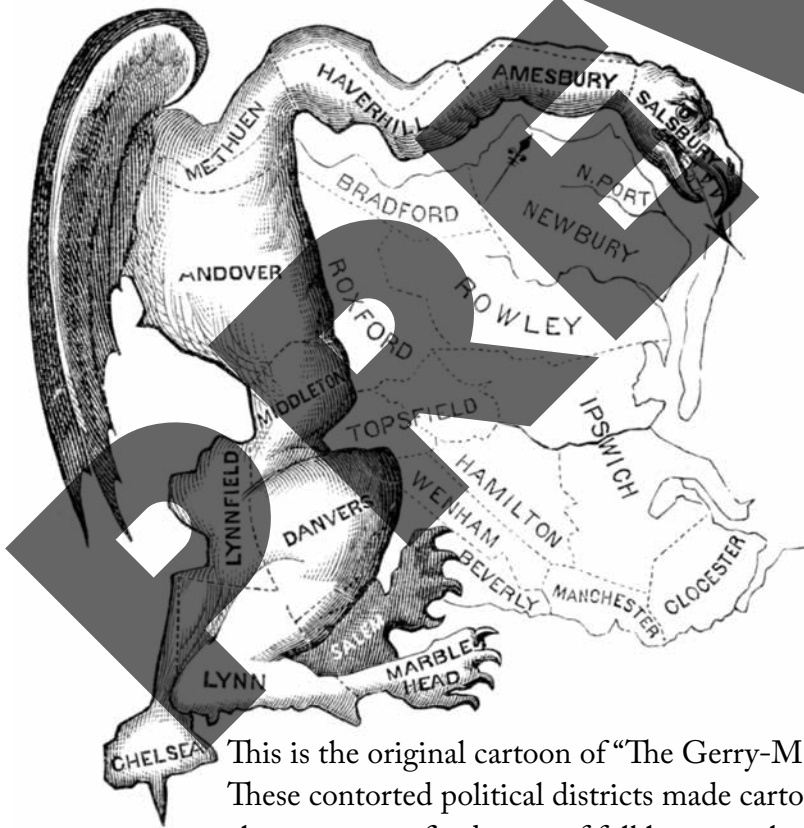 HAVERHILL
AMESBURY
SALSBURY
METHUEN
N.PORT
BRADFORD
NEWBURY
ANDOVER
ROXFORD
ROWLEY
MIDDLETON
TOPSFIELD
IPSWICH
LYNNFIELD
DANVERS
HAMILTON
WENHAM
BEVERLY
MANCHESTER
CLOCESTER
SALEM
LYNN
MARBLE
HEAD
CHELSEA
PRE
This is the original cartoon of “The Gerry-M
These contorted political districts made carto